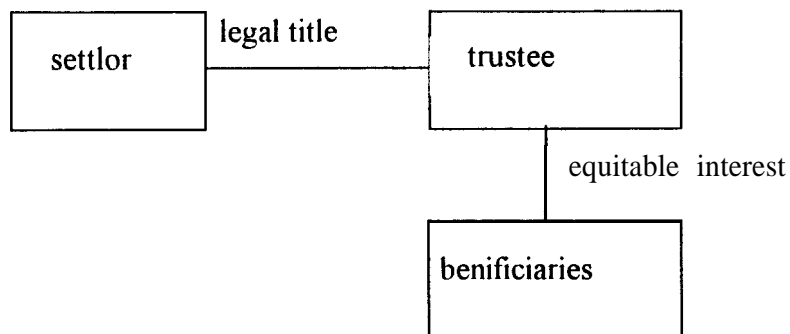 legal title
settlor
trustee
equitable interest
benificiaries